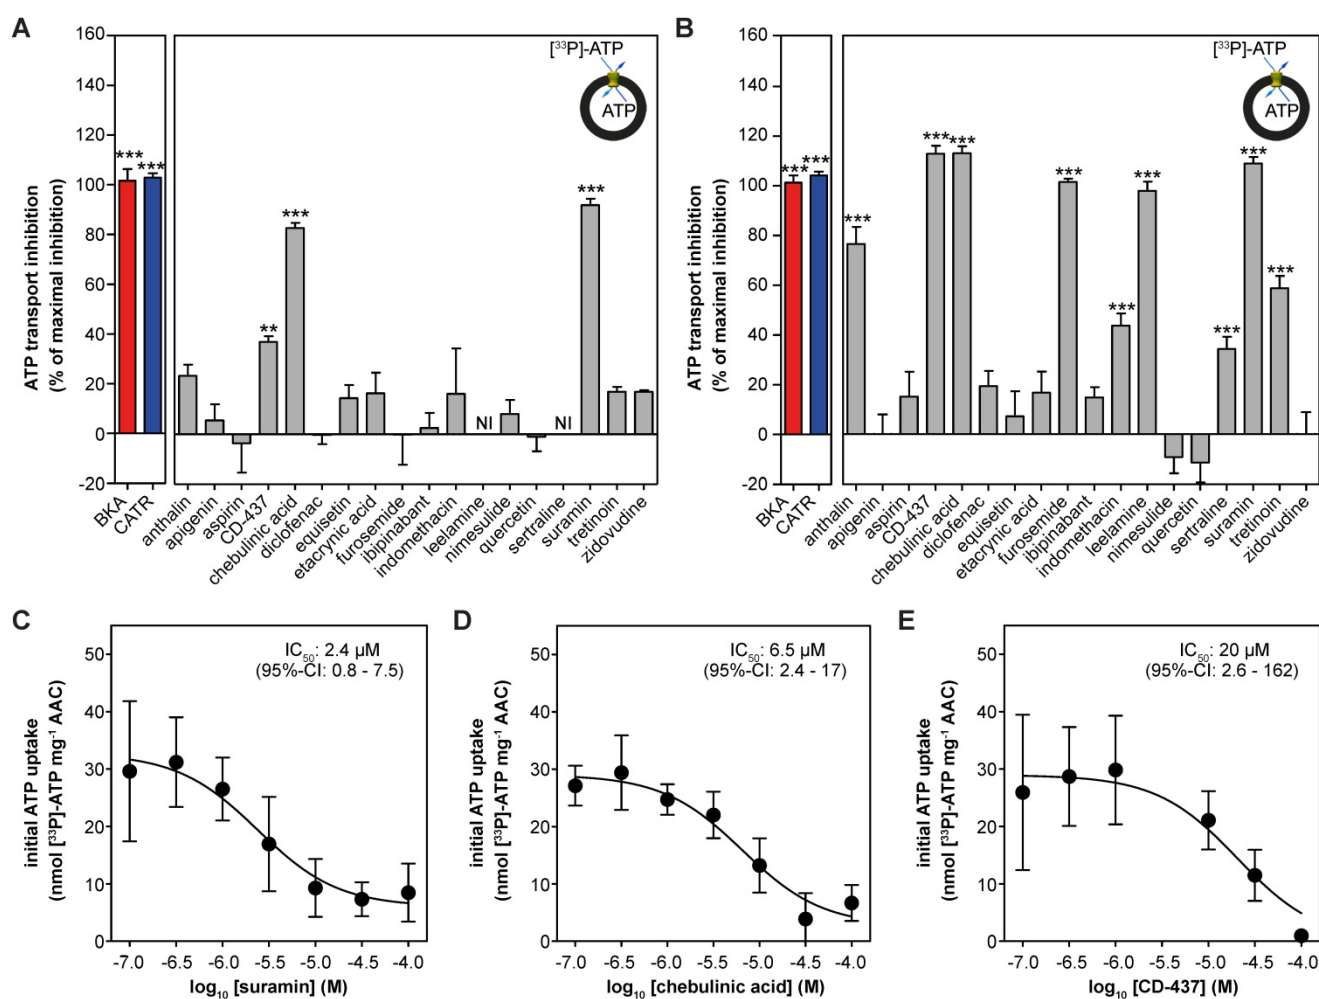 A
ATP transport inhibition
(% of maximal inhibition)
160
140
120
100
80
60
40
20
0
-20
***
***
**
***
NI
NI
***
[³³P]-ATP
ATP
BKA
CATR
anthalin
apigenin
aspirin
CD-437
chebulinic acid
diclofenac
equisetin
etacrynic acid
furosemide
ibipinabant
indomethacin
leelamine
nimesulide
quercetin
sertraline
suramin
tretinoin
zidovudine
B
ATP transport inhibition
(% of maximal inhibition)
160
140
120
100
80
60
40
20
0
-20
***
***
***
***
***
***
***
***
***
***
***
[³³P]-ATP
ATP
BKA
CATR
anthalin
apigenin
aspirin
CD-437
chebulinic acid
diclofenac
equisetin
etacrynic acid
furosemide
ibipinabant
indomethacin
leelamine
nimesulide
quercetin
sertraline
suramin
tretinoin
zidovudine
C
initial ATP uptake
(nmol [³³P]-ATP mg⁻¹ AAC)
50
40
30
20
10
0
IC₅₀: 2.4 µM
(95%-CI: 0.8 - 7.5)
-7.0 -6.5 -6.0 -5.5 -5.0 -4.5 -4.0
log₁₀ [suramin] (M)
D
initial ATP uptake
(nmol [³³P]-ATP mg⁻¹ AAC)
50
40
30
20
10
0
IC₅₀: 6.5 µM
(95%-CI: 2.4 - 17)
-7.0 -6.5 -6.0 -5.5 -5.0 -4.5 -4.0
log₁₀ [chebulinic acid] (M)
E
initial ATP uptake
(nmol [³³P]-ATP mg⁻¹ AAC)
50
40
30
20
10
0
IC₅₀: 20 µM
(95%-CI: 2.6 - 162)
-7.0 -6.5 -6.0 -5.5 -5.0 -4.5 -4.0
log₁₀ [CD-437] (M)